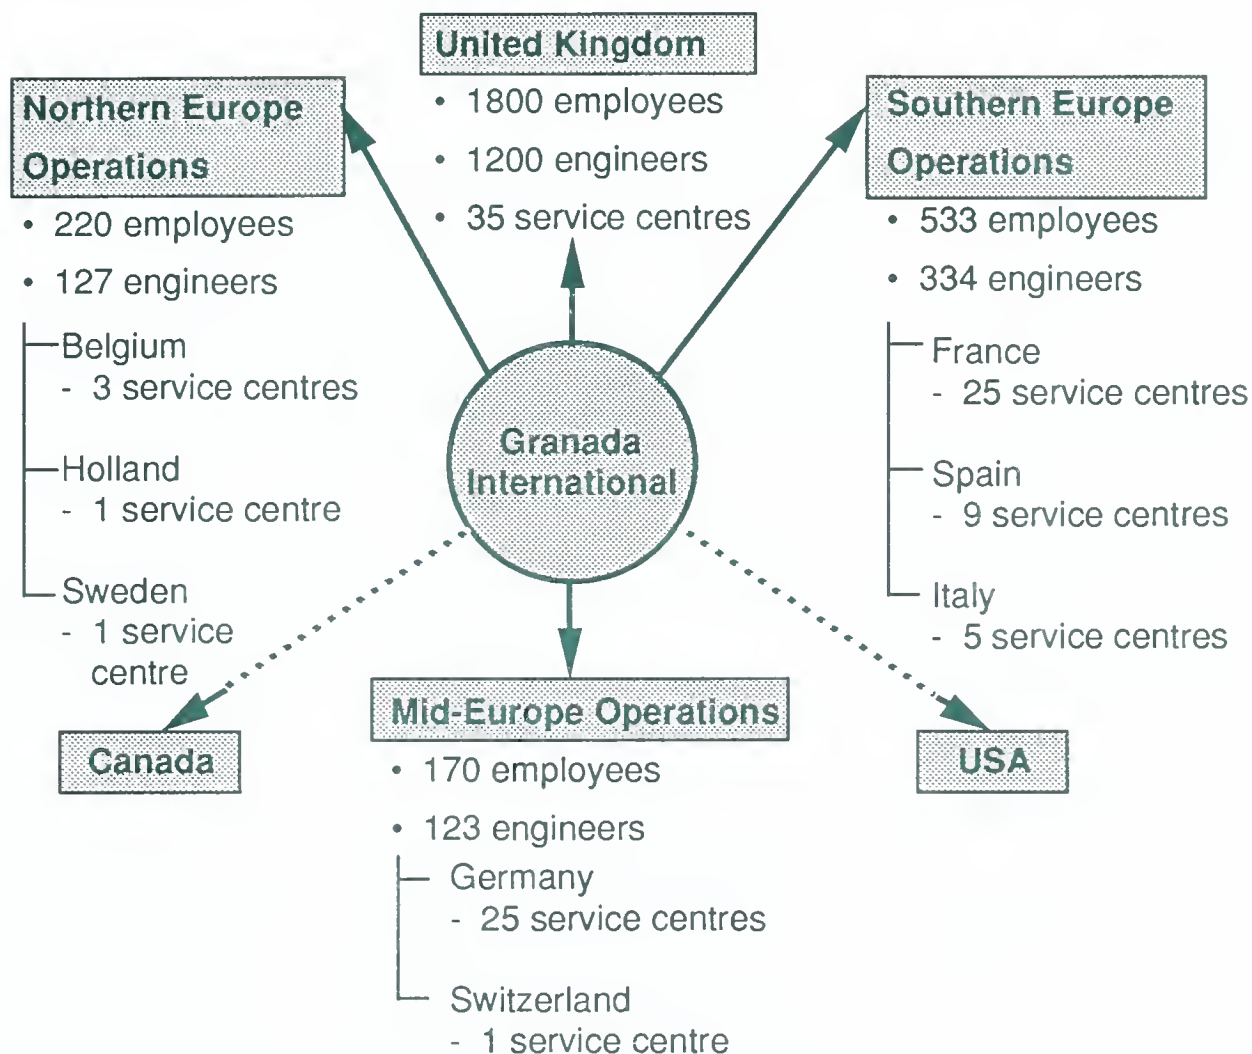 United Kingdom
• 1800 employees
• 1200 engineers
• 35 service centres
Northern Europe
Operations
• 220 employees
• 127 engineers
Belgium
- 3 service centres
Holland
- 1 service centre
Sweden
- 1 service
centre
Southern Europe
Operations
• 533 employees
• 334 engineers
France
- 25 service centres
Spain
- 9 service centres
Italy
- 5 service centres
Granada
International
Canada
Mid-Europe Operations
• 170 employees
• 123 engineers
Germany
- 25 service centres
Switzerland
- 1 service centre
USA